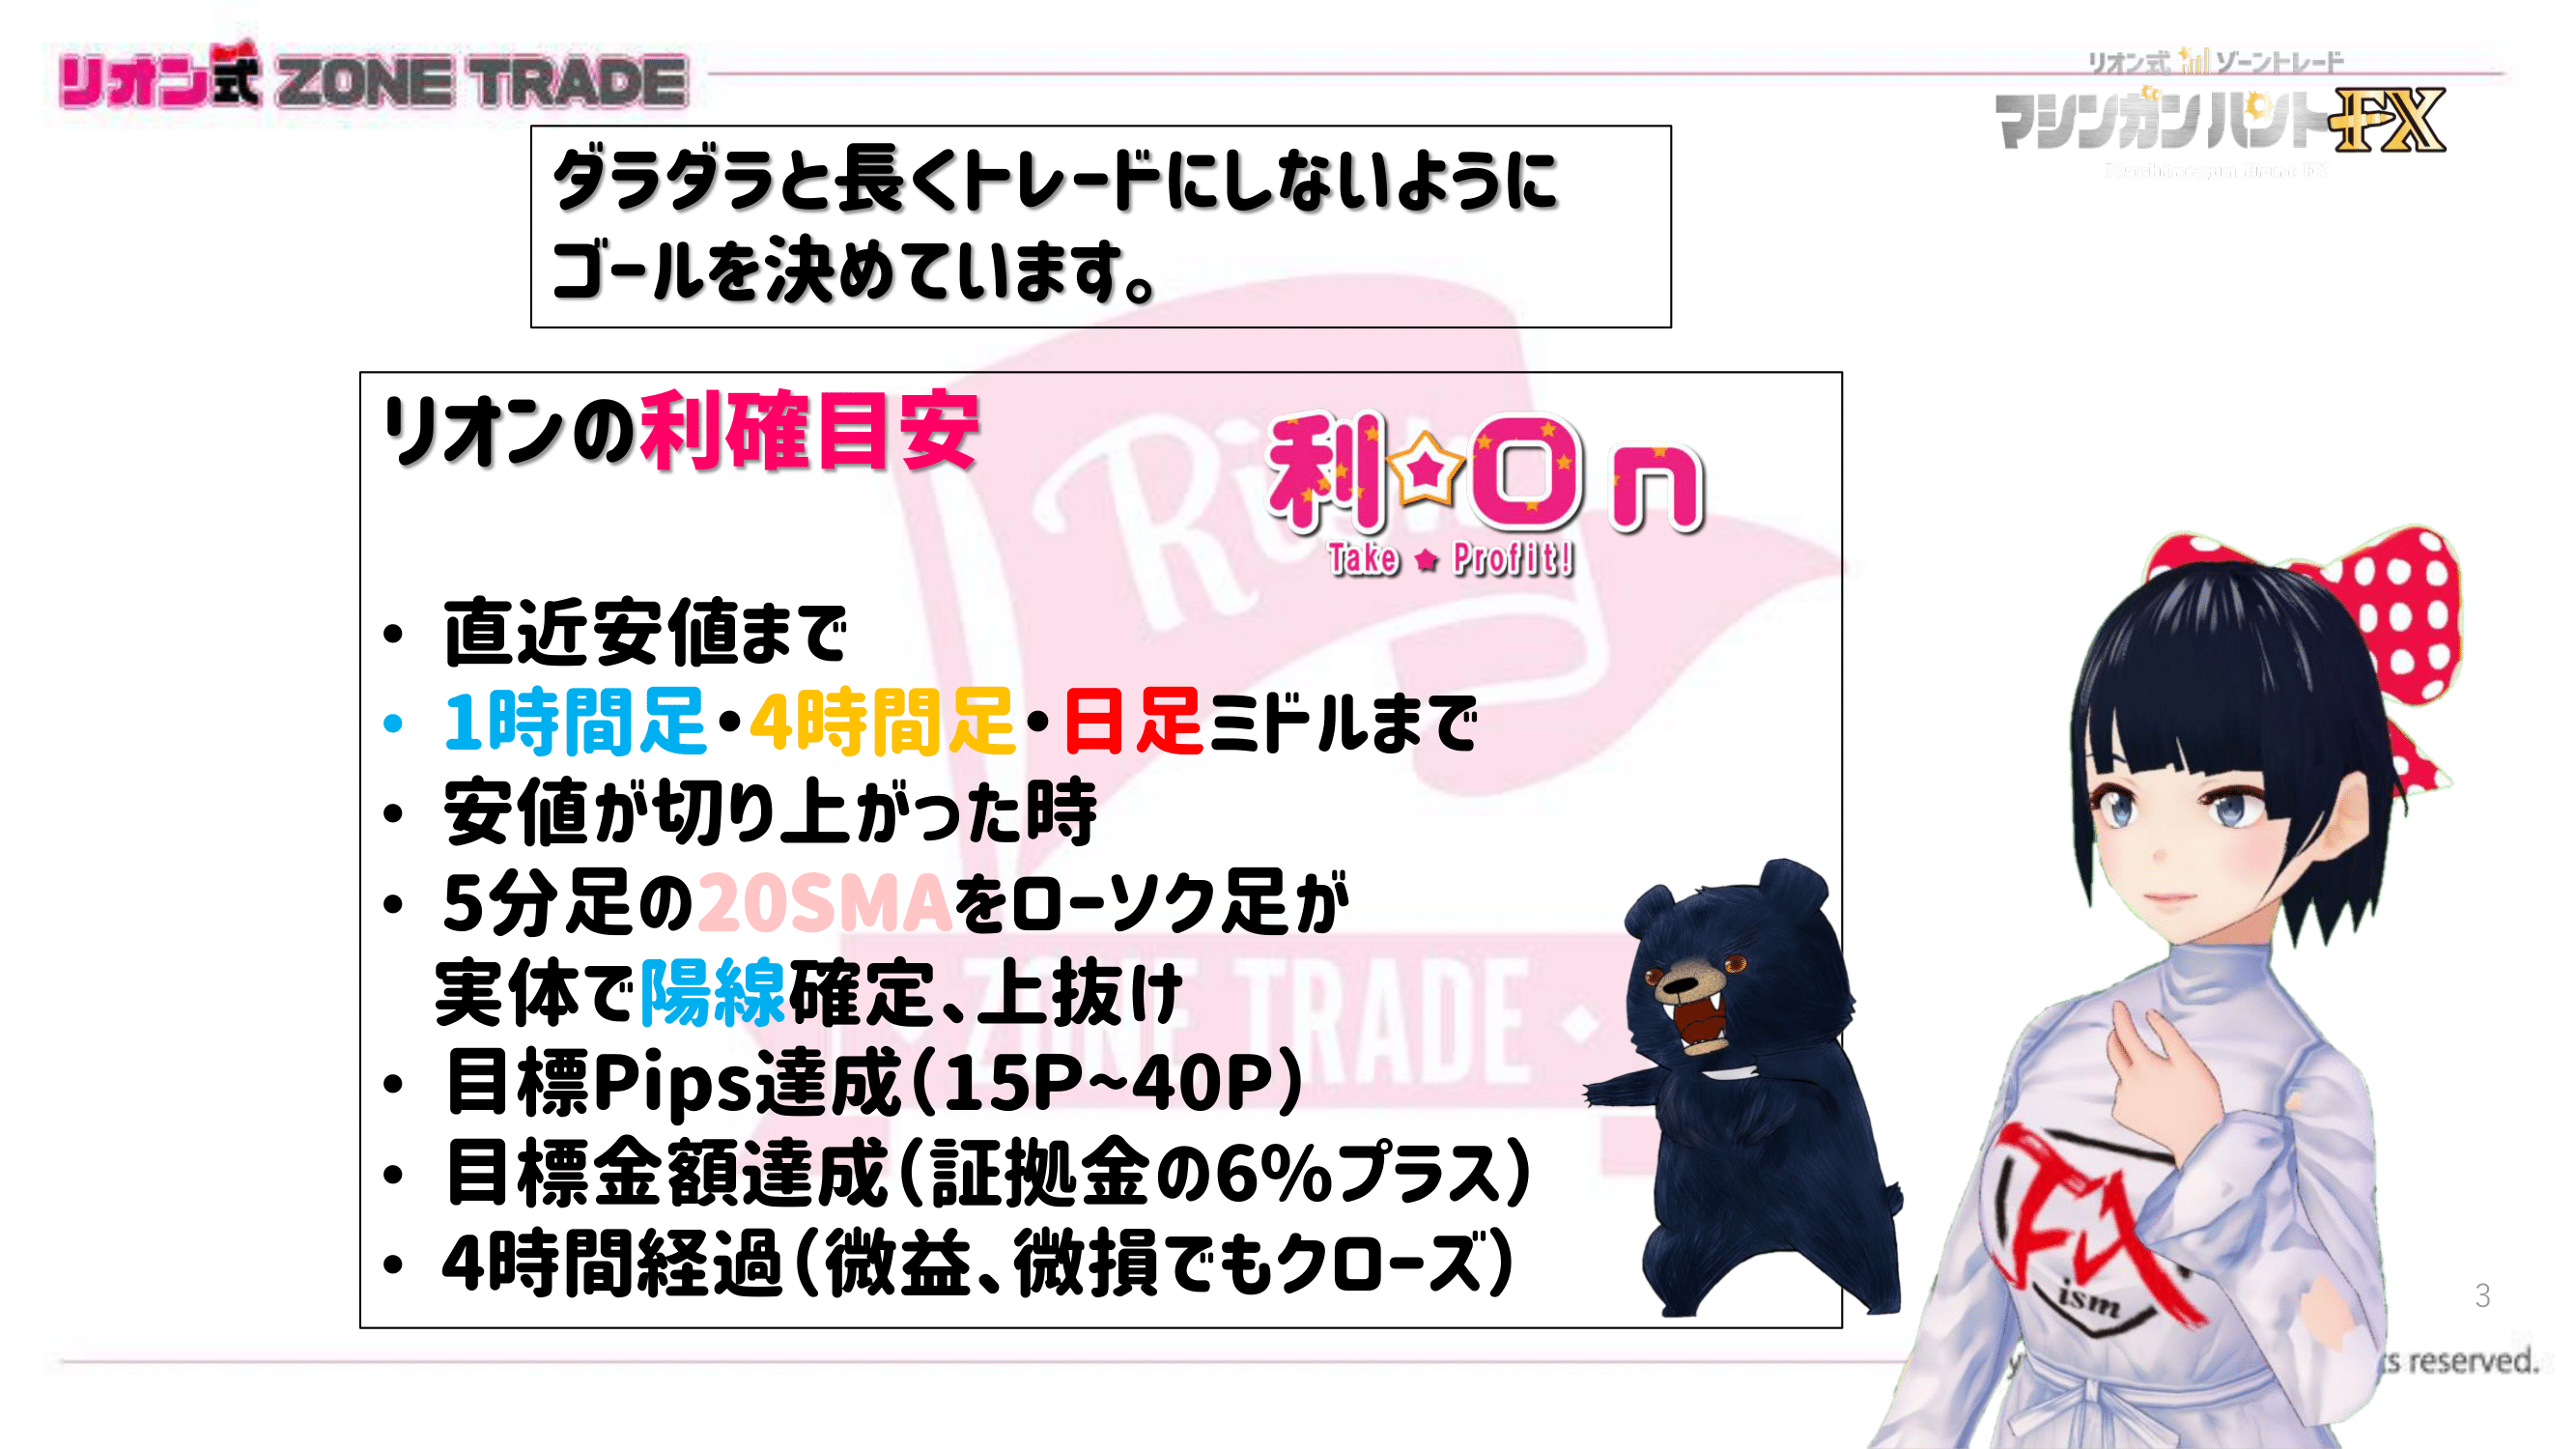 リオン式 ZONE TRADE
リオン式 ゾーントレード
マシンガンハントFX
Machinegun Hunt FX
ダラダラと長くトレードにしないように
ゴールを決めています。
リオンの利確目安
利☆On
Take ★ Profit!
• 直近安値まで
• 1時間足・4時間足・日足ミドルまで
• 安値が切り上がった時
• 5分足の20SMAをローソク足が
実体で陽線確定、上抜け
• 目標Pips達成（15P~40P）
• 目標金額達成（証拠金の6%プラス）
• 4時間経過（微益、微損でもクローズ）
ZONE TRADE
FX
ism
3
reserved.